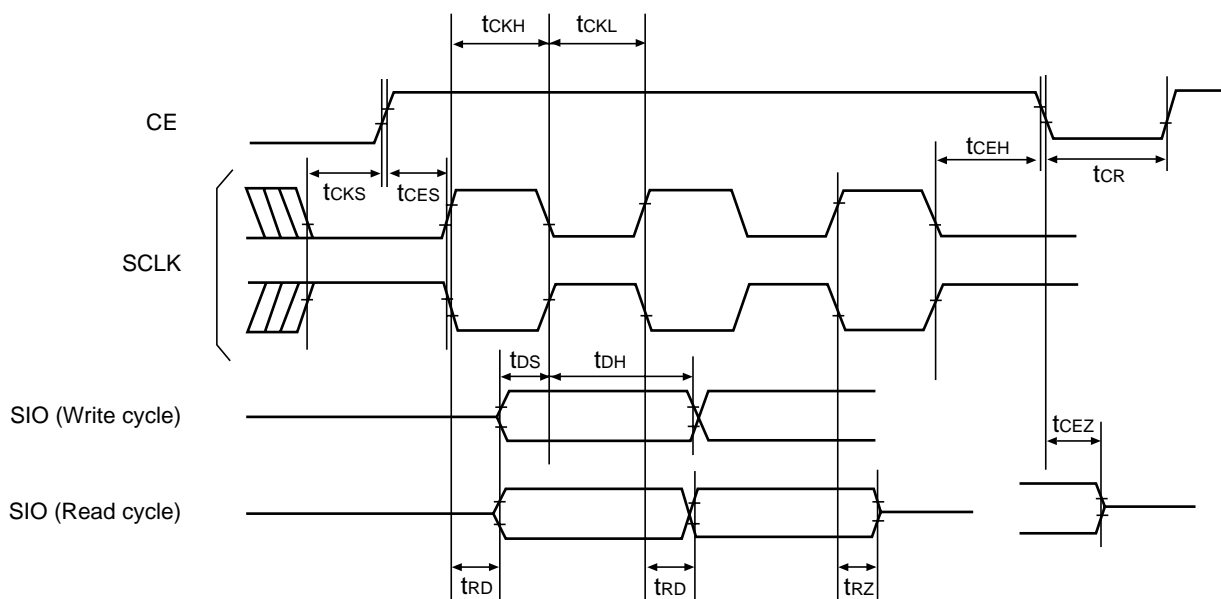 tCKH
tCKL
CE
tCEH
tCKS
tCES
tCR
SCLK
tDS
tDH
SIO (Write cycle)
tCEZ
SIO (Read cycle)
tRD
tRD
tRZ